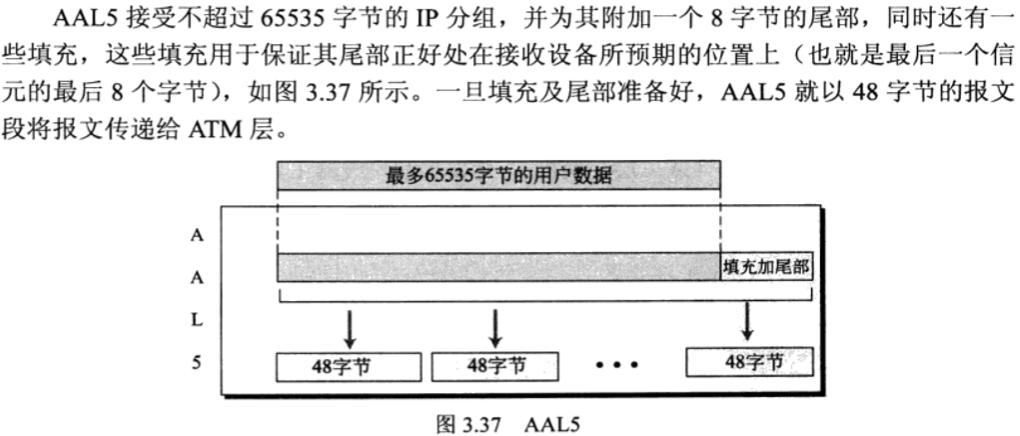 AAL5 接受不超过 65535 字节的 IP 分组，并为其附加一个 8 字节的尾部，同时还有一
些填充，这些填充用于保证其尾部正好处在接收设备所预期的位置上（也就是最后一个信
元的最后 8 个字节），如图 3.37 所示。一旦填充及尾部准备好，AAL5 就以 48 字节的报文
段将报文传递给 ATM 层。
最多65535字节的用户数据
A
A
L
5
填充加尾部
48字节
48字节
•••
48字节
图 3.37 AAL5